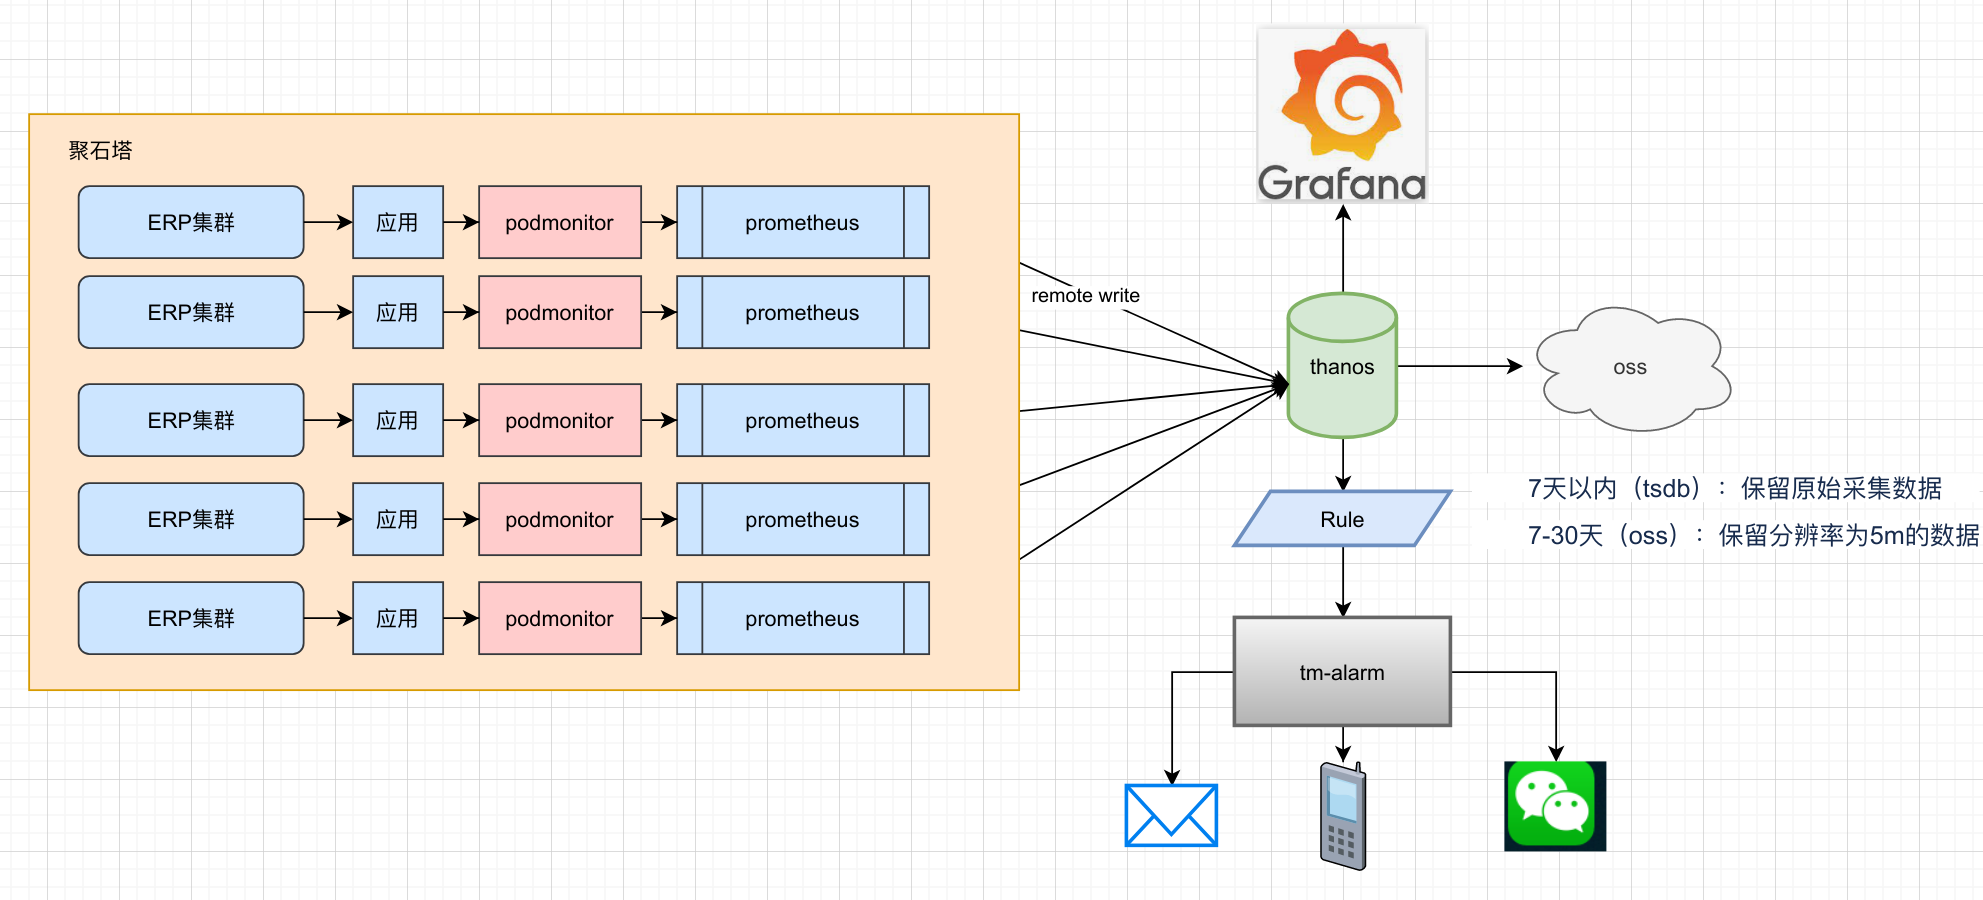 聚石塔
ERP集群
应用
podmonitor
prometheus
ERP集群
应用
podmonitor
prometheus
ERP集群
应用
podmonitor
prometheus
ERP集群
应用
podmonitor
prometheus
ERP集群
应用
podmonitor
prometheus
remote write
Grafana
thanos
oss
Rule
7天以内（tsdb）：保留原始采集数据
7-30天（oss）：保留分辨率为5m的数据
tm-alarm